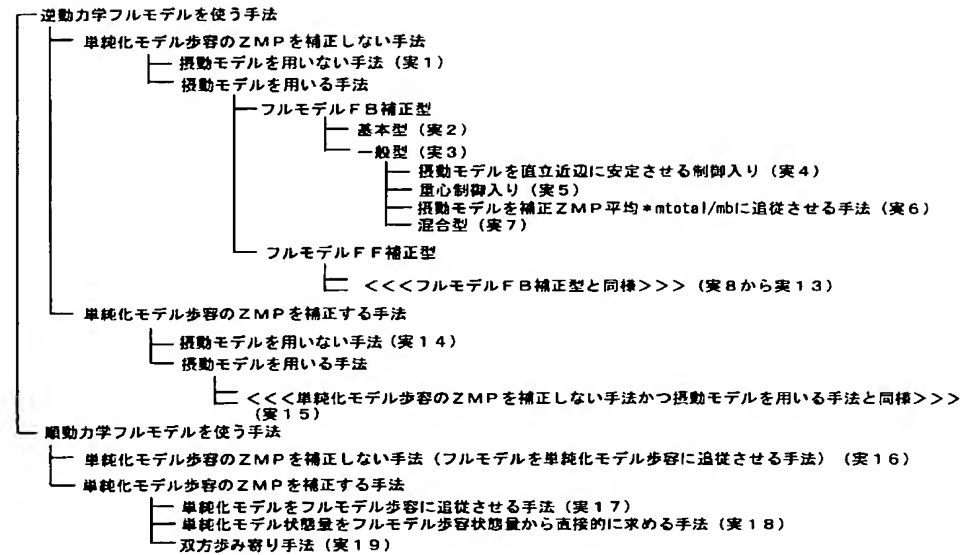 逆動力学フルモデルを使う手法
単純化モデル歩容のZMPを補正しない手法
摂動モデルを用いない手法(実1)
摂動モデルを用いる手法
フルモデルFB補正型
基本型(実2)
一般型(実3)
摂動モデルを直立近辺に安定させる制御入り(実4)
重心制御入り(実5)
摂動モデルを補正ZMP平均*mtotal/mbに追従させる手法(実6)
混合型(実7)
フルモデルFF補正型
<<<フルモデルFB補正型と同様>>>(実8から実13)
単純化モデル歩容のZMPを補正する手法
摂動モデルを用いない手法(実14)
摂動モデルを用いる手法
<<<単純化モデル歩容のZMPを補正しない手法かつ摂動モデルを用いる手法と同様>>>
(実15)
順動力学フルモデルを使う手法
単純化モデル歩容のZMPを補正しない手法(フルモデルを単純化モデル歩容に追従させる手法)(実16)
単純化モデル歩容のZMPを補正する手法
単純化モデルをフルモデル歩容に追従させる手法(実17)
単純化モデル状態量をフルモデル歩容状態量から直接的に求める手法(実18)
双方歩み寄り手法(実19)